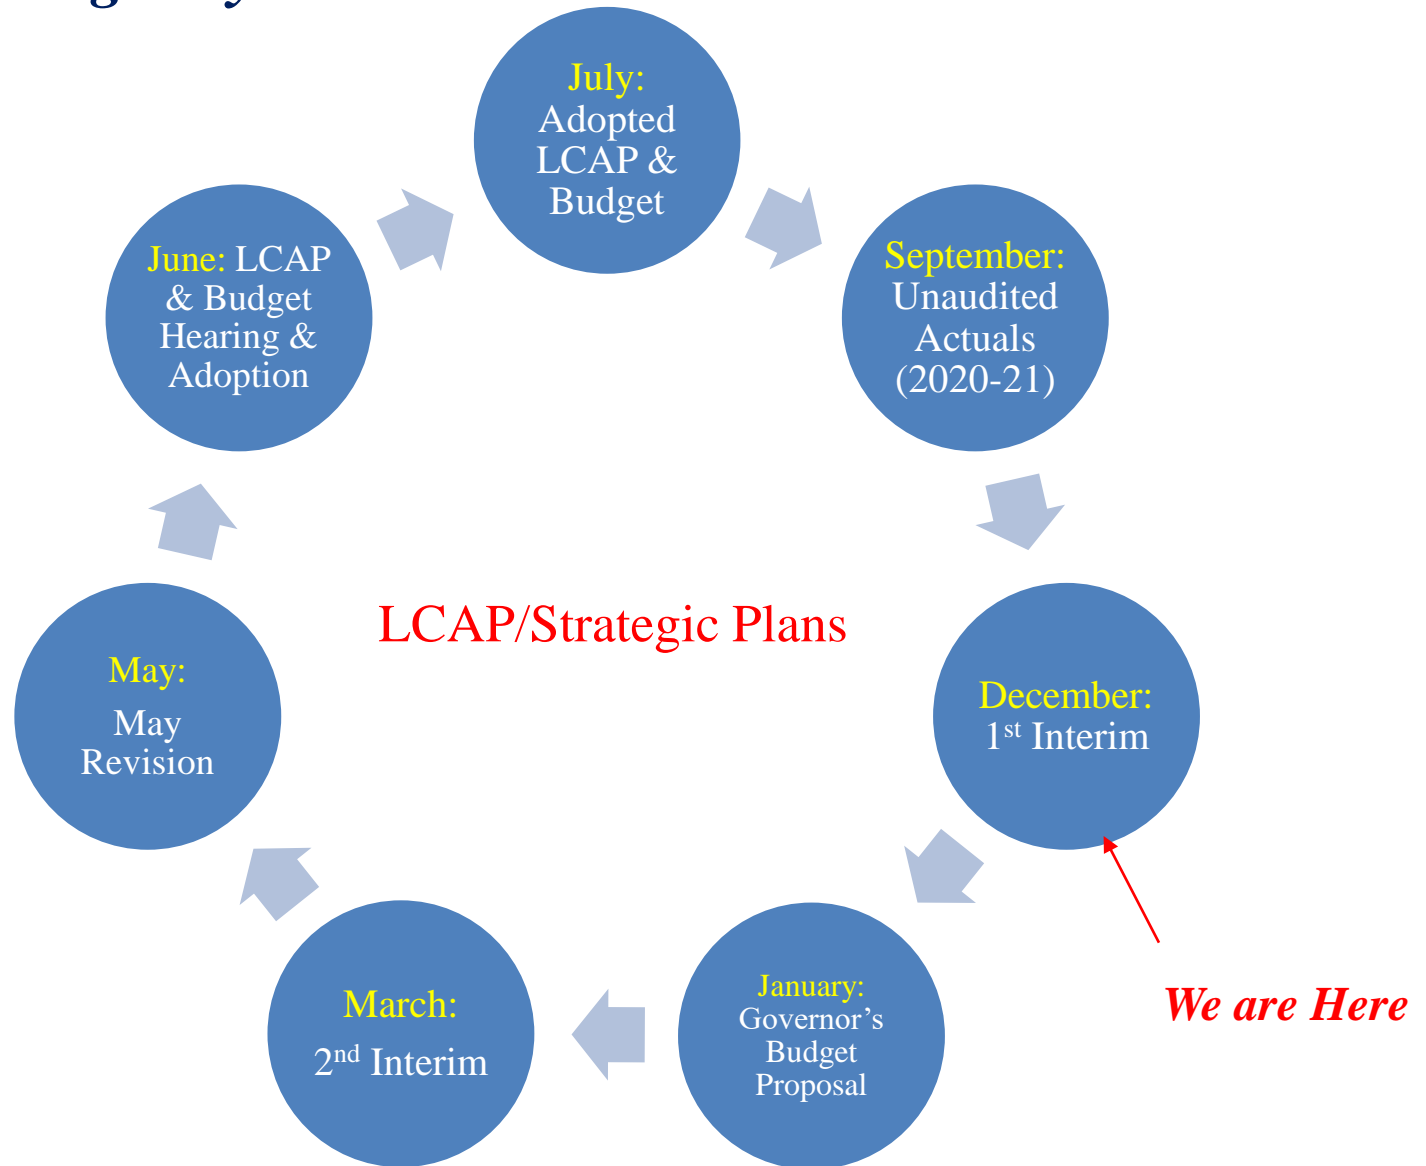 July:
Adopted
LCAP &
Budget
September:
Unaudited
Actuals
(2020-21)
December:
1st Interim
We are Here
January:
Governor’s
Budget
Proposal
March:
2nd Interim
May:
May
Revision
June: LCAP
& Budget
Hearing &
Adoption
LCAP/Strategic Plans